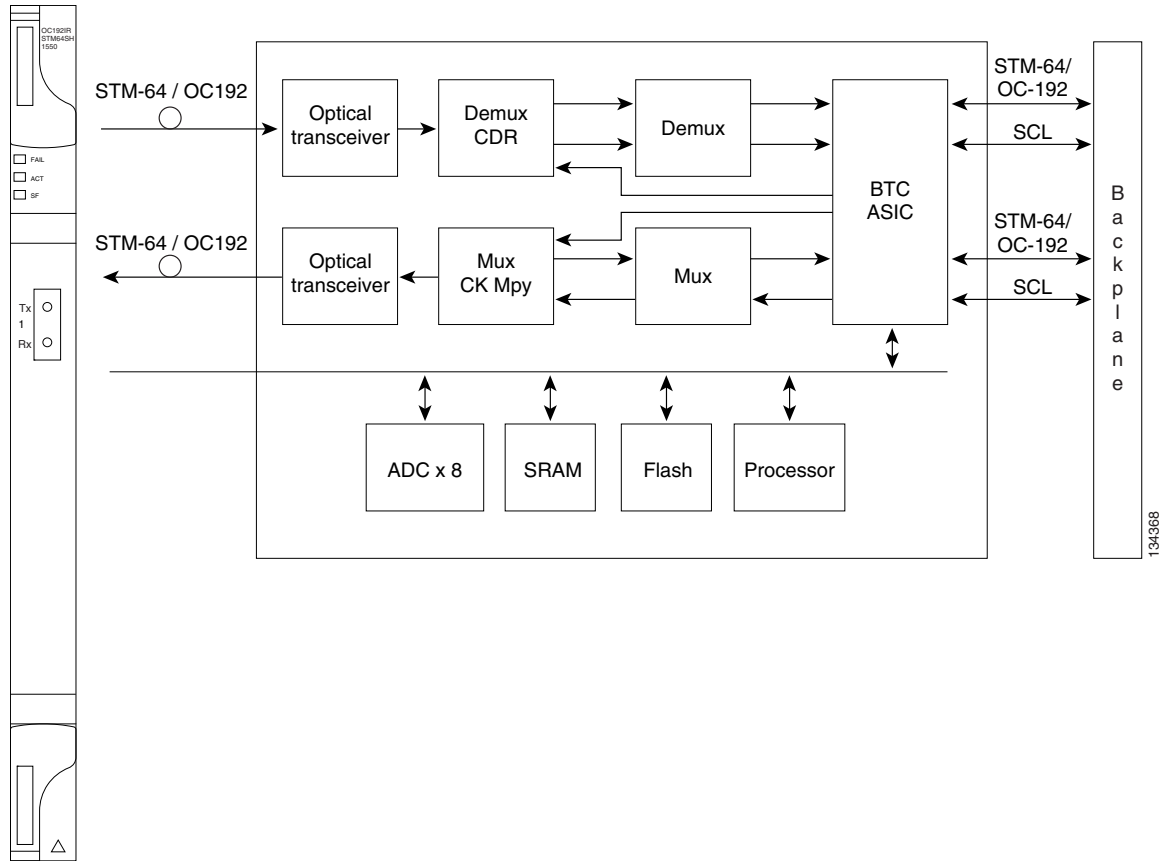 OC192IR
STM64SH
1550
FAIL
ACT
SF
Tx
1
Rx
STM-64 / OC192
Optical
transceiver
Demux
CDR
Demux
BTC
ASIC
STM-64/
OC-192
SCL
STM-64 / OC192
Optical
transceiver
Mux
CK Mpy
Mux
STM-64/
OC-192
SCL
ADC x 8
SRAM
Flash
Processor
Backplane
134368